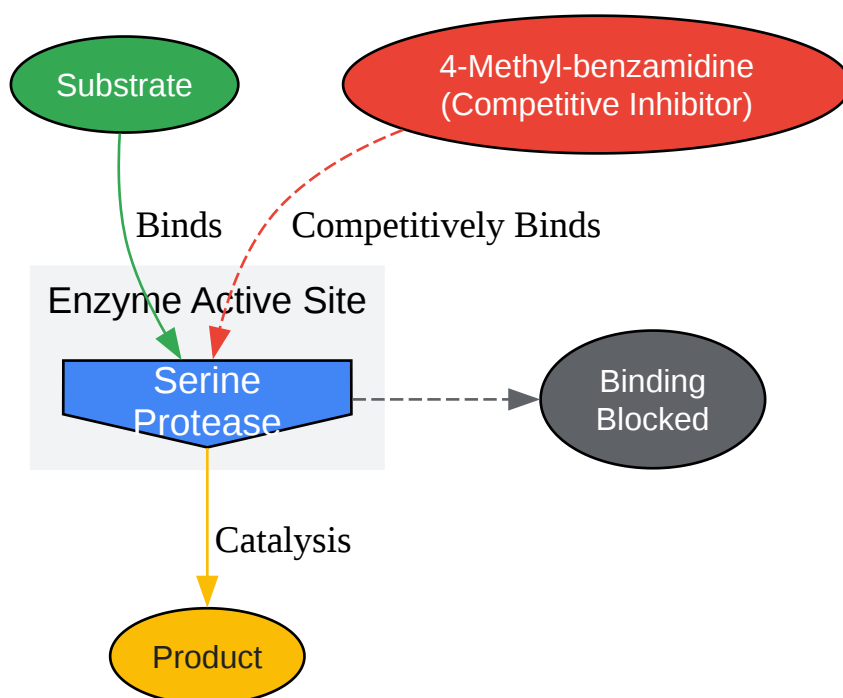 Substrate
4-Methyl-benzamidine
(Competitive Inhibitor)
Binds
Competitively Binds
Enzyme Active Site
Serine
Protease
Binding
Blocked
Catalysis
Product